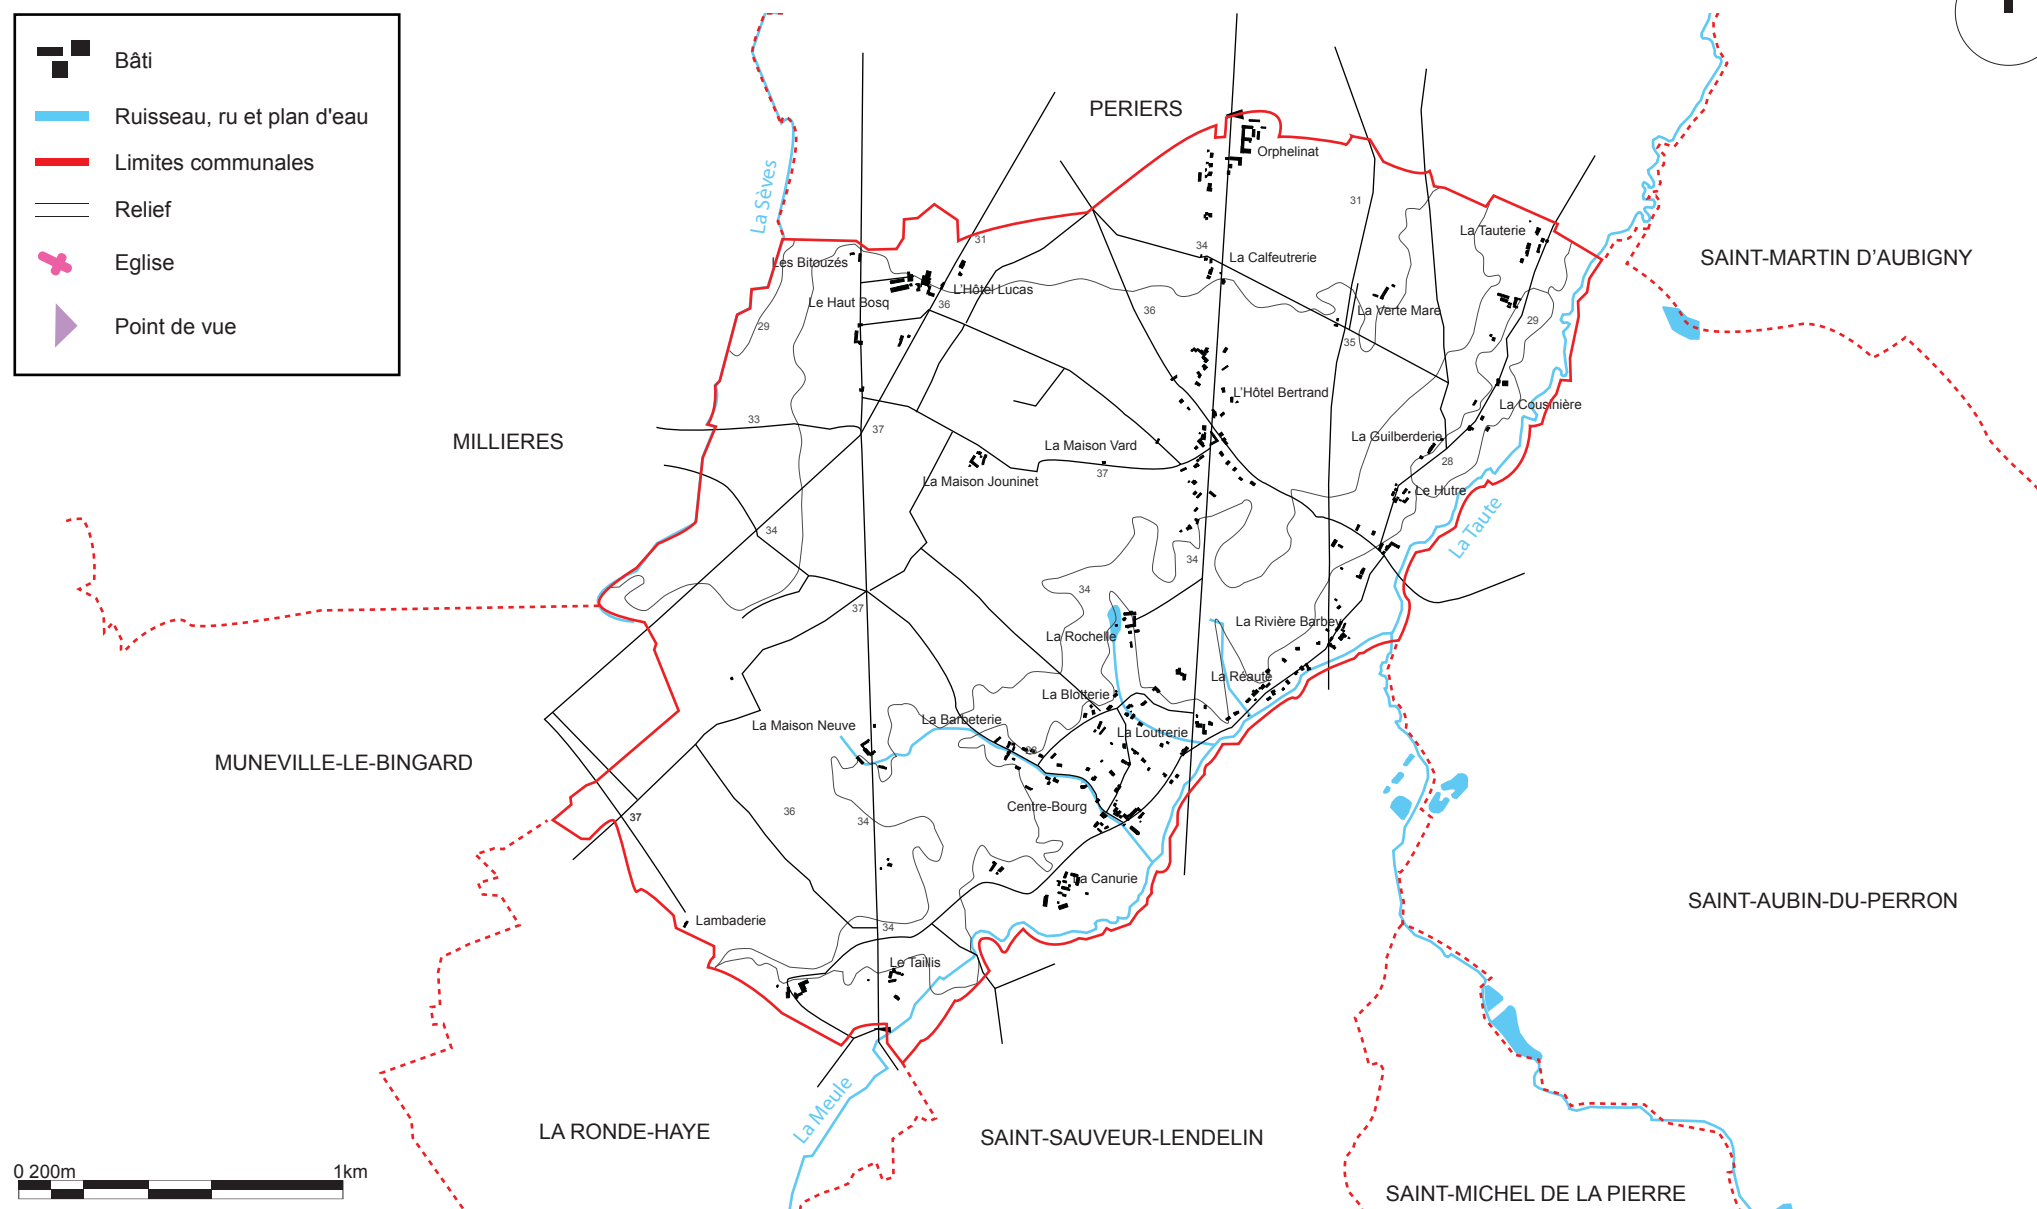 Bâti
Ruisseau, ru et plan d'eau
Limites communales
Relief
Eglise
Point de vue
PERIERS
Orphelinat
La Sèves
31
La Tauterie
SAINT-MARTIN D'AUBIGNY
31
34
La Calfeutrerie
Les Bitouzés
L'Hôtel Lucas
Le Haut Bosq
36
36
La Verte Mare
29
29
35
L'Hôtel Bertrand
La Cousinière
33
37
MILLIERES
La Maison Vard
La Guilberderie
28
37
La Maison Jouninet
Le Hutre
La Taute
34
34
34
37
La Rochelle
La Rivière Barbey
La Réauté
La Blotterie
La Maison Neuve
La Barbeterie
La Loutrerie
MUNEVILLE-LE-BINGARD
Centre-Bourg
36
34
37
La Canurie
SAINT-AUBIN-DU-PERRON
Lambaderie
34
Le Taillis
La Meule
LA RONDE-HAYE
SAINT-SAUVEUR-LENDELIN
0 200m 1km
SAINT-MICHEL DE LA PIERRE